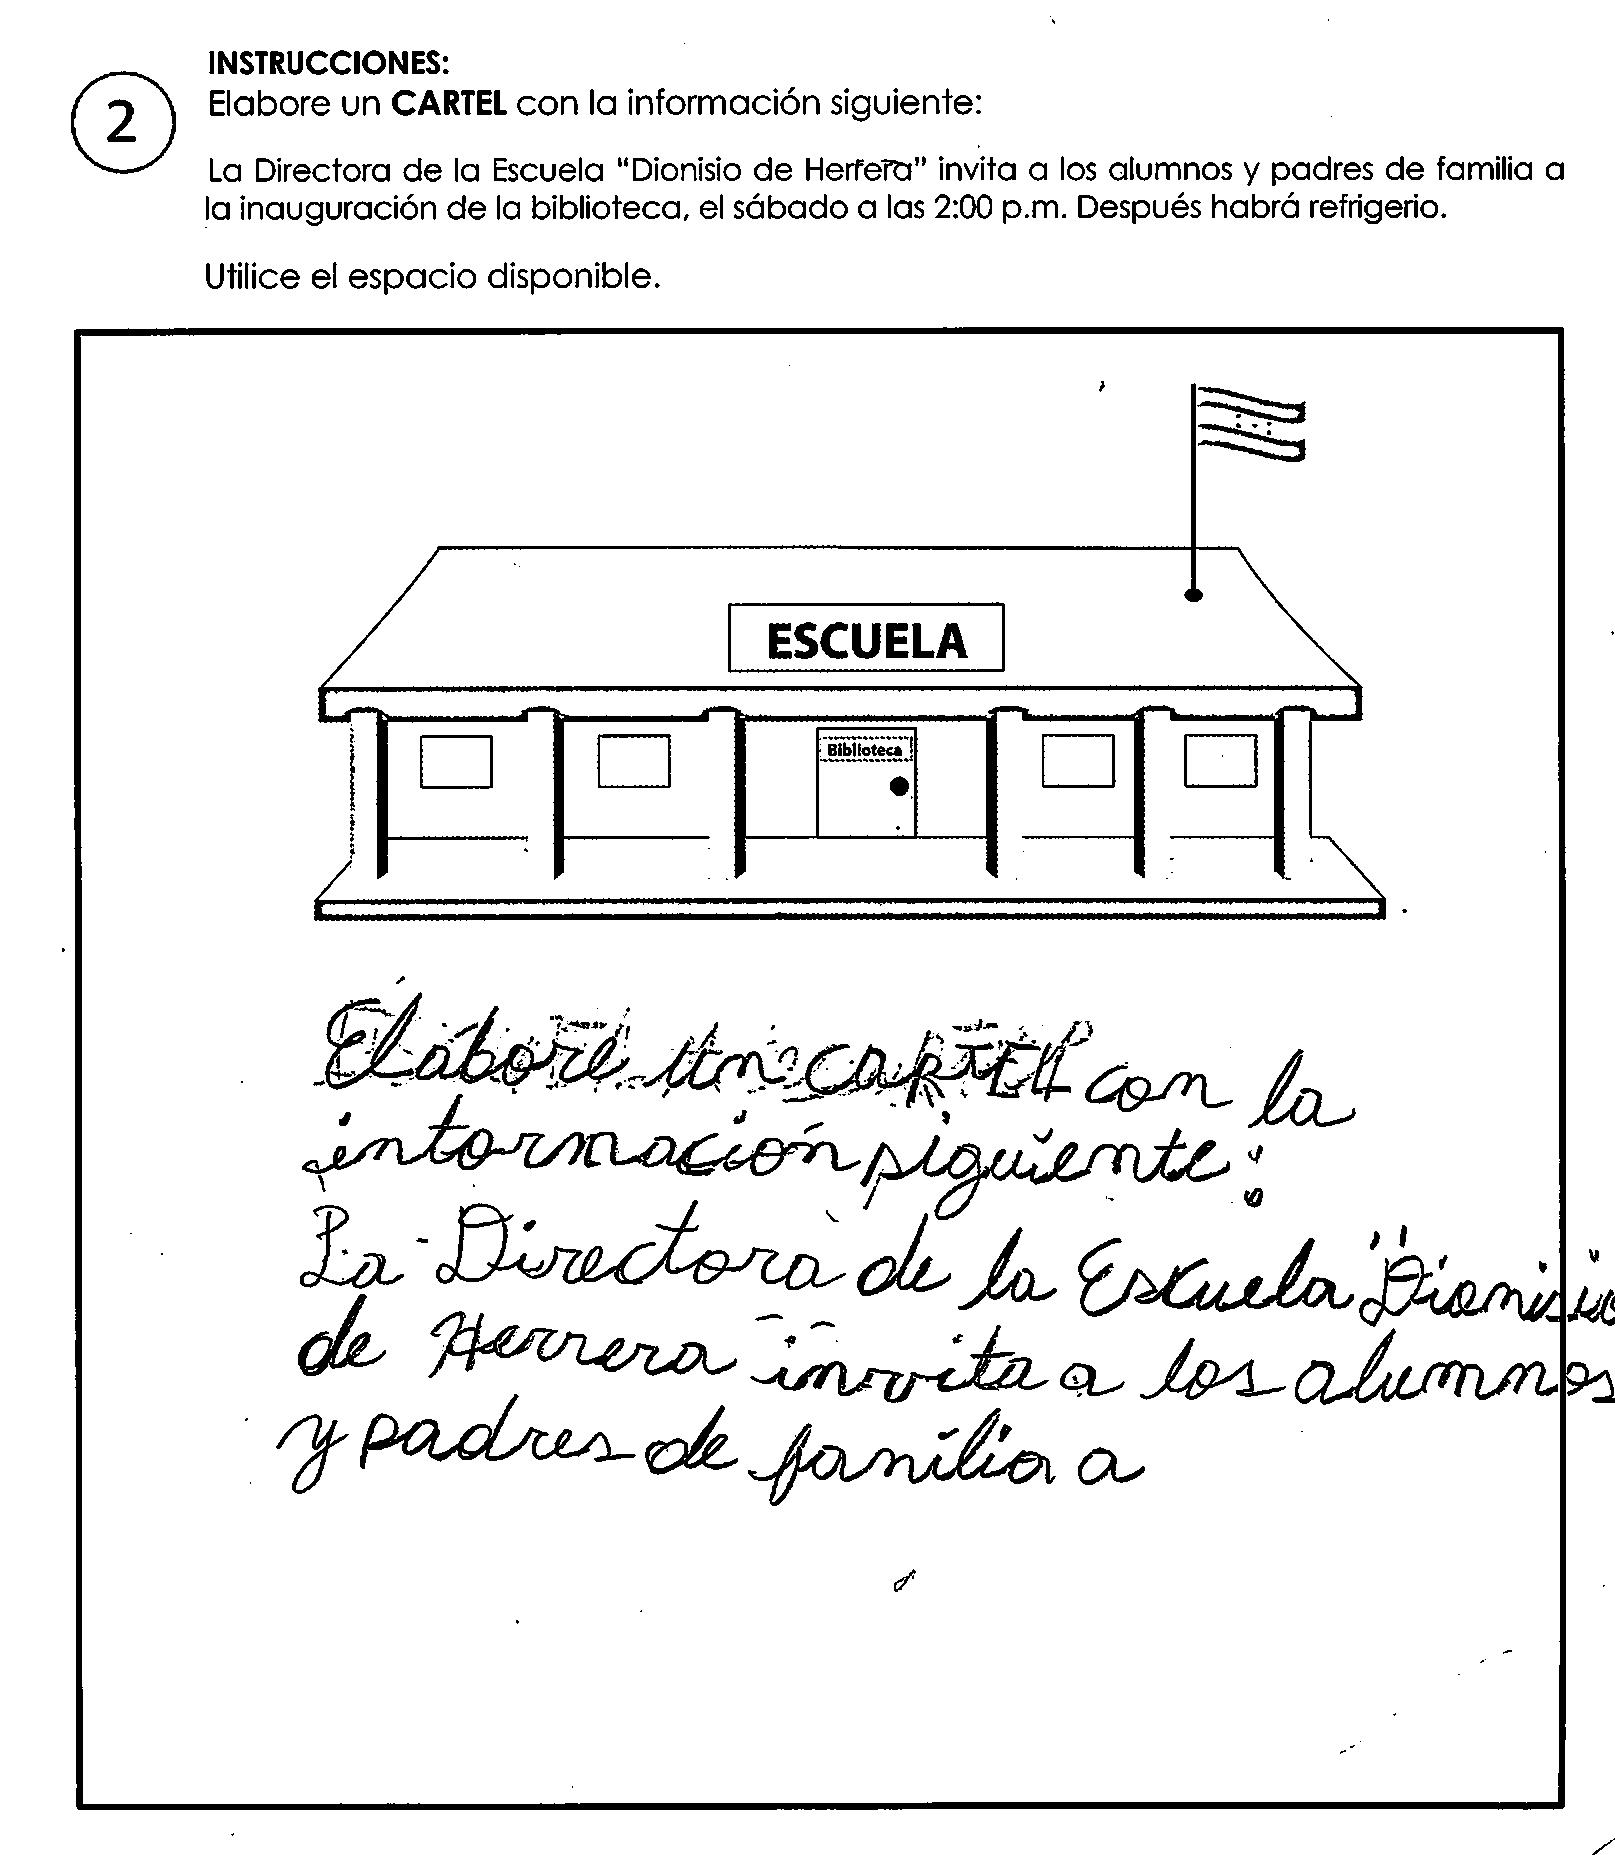 INSTRUCCIONES:
2
Elabore un CARTEL con la información siguiente:
La Directora de la Escuela "Dionisio de Herrera" invita a los alumnos y padres de familia a
la inauguración de la biblioteca, el sábado a las 2:00 p.m. Después habrá refrigerio.
Utilice el espacio disponible.
ESCUELA
Biblioteca
Elabore un CARTEL con la
intormación siguiente:
La Directora de la Escuela "Dionisio
de Herrera invita a los alumnos
y padres de familia a